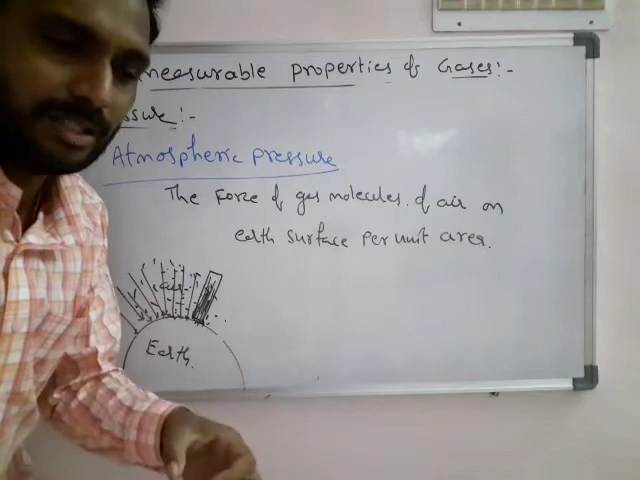 measurable properties of Gases:-
ssure:-
Atmospheric pressure
The Force of gas molecules. of air on
earth surface per unit area.
air
Earth.